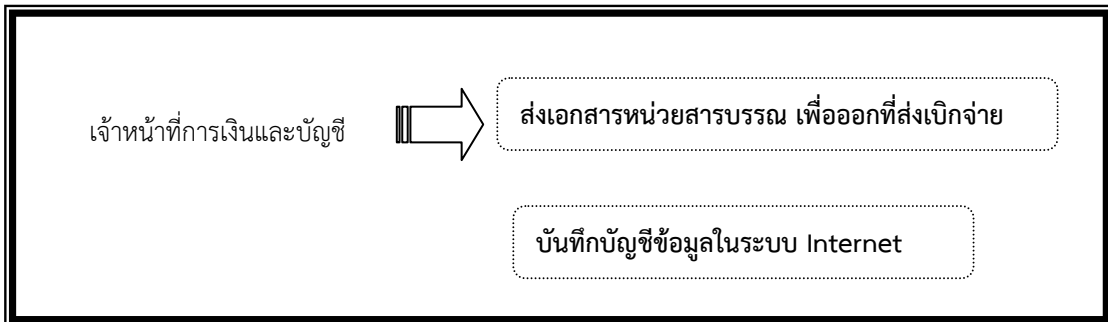 เจ้าหน้าที่การเงินและบัญชี
ส่งเอกสารหน่วยสารบรรณ เพื่อออกที่ส่งเบิกจ่าย
บันทึกบัญชีข้อมูลในระบบ Internet